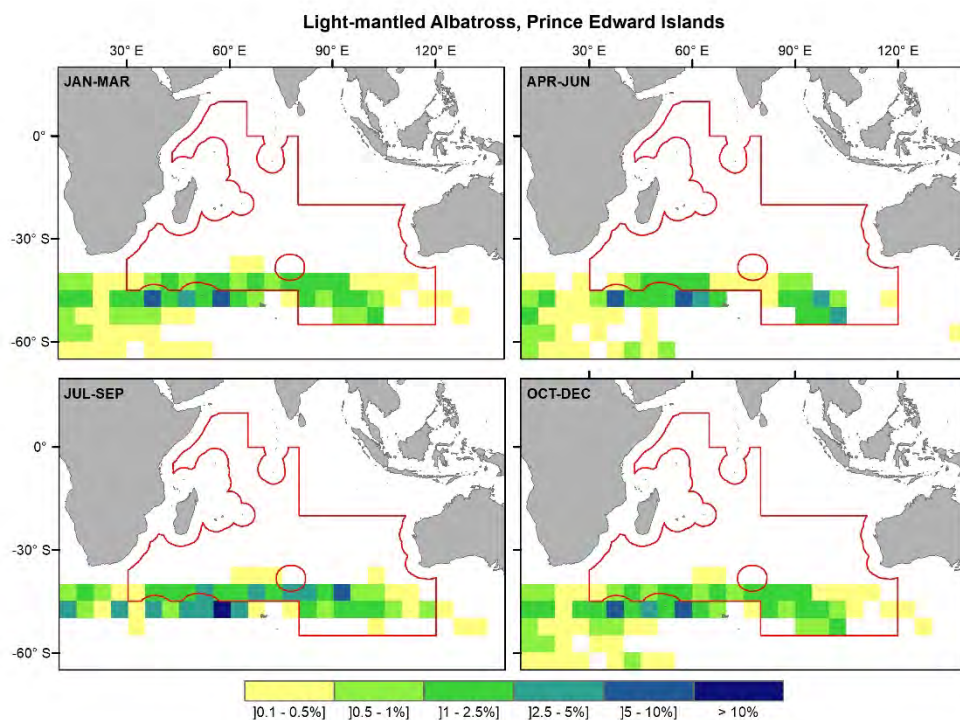 Light-mantled Albatross, Prince Edward Islands
30° E 60° E 90° E 120° E 30° E 60° E 90° E 120° E
JAN-MAR APR-JUN
0°
-30° S
-60° S
JUL-SEP OCT-DEC
0°
-30° S
-60° S
]0.1 - 0.5%] ]0.5 - 1%] ]1 - 2.5%] ]2.5 - 5%] ]5 - 10%] > 10%